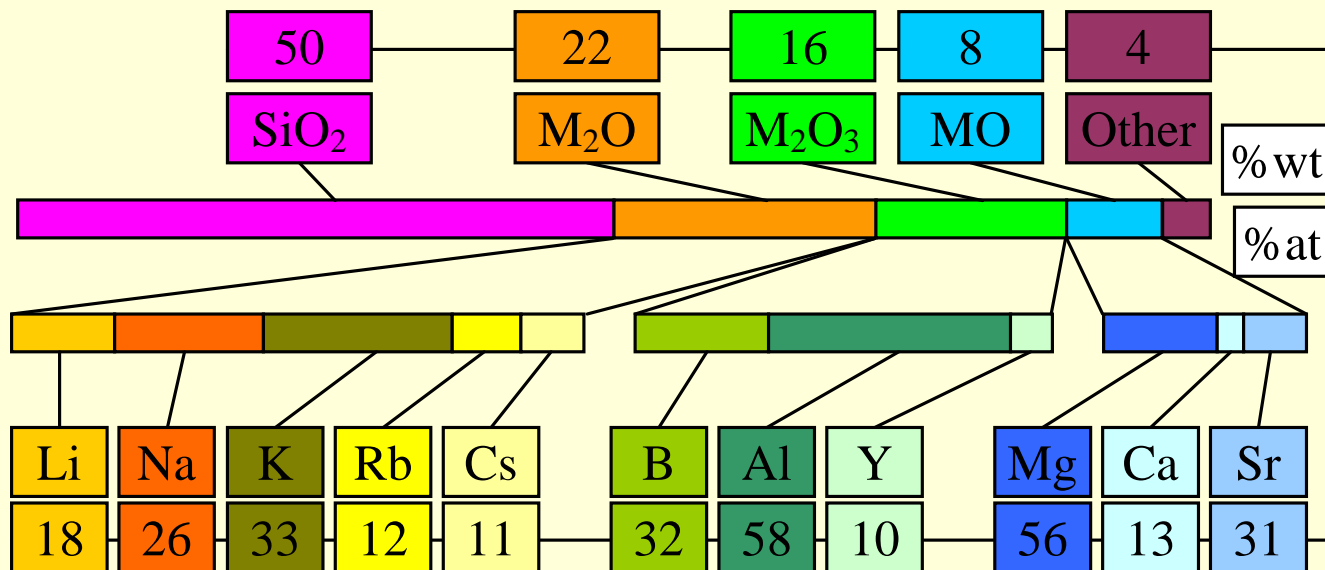 50 22 16 8 4
SiO₂ M₂O M₂O₃ MO Other
%wt
%at
Li Na K Rb Cs B Al Y Mg Ca Sr
18 26 33 12 11 32 58 10 56 13 31